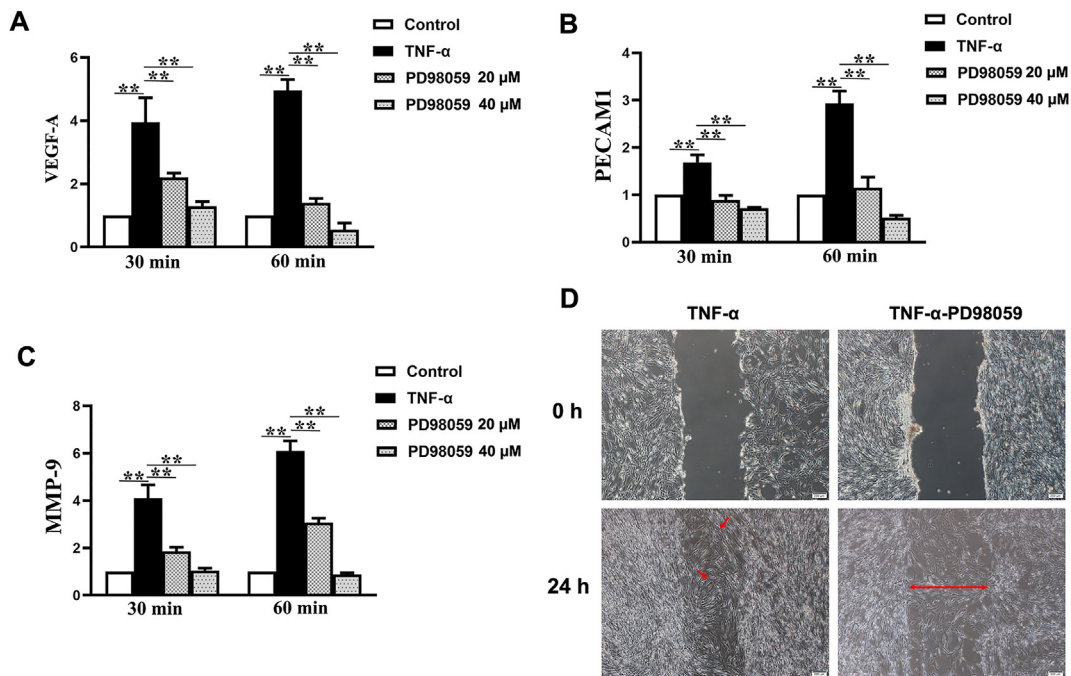 A
Control
TNF-α
PD98059 20 μM
PD98059 40 μM
VEGF-A
6
4
2
0
**
**
**
**
**
**
30 min
60 min
B
Control
TNF-α
PD98059 20 μM
PD98059 40 μM
PECAM1
4
3
2
1
0
**
**
**
**
**
**
30 min
60 min
C
Control
TNF-α
PD98059 20 μM
PD98059 40 μM
MMP-9
8
6
4
2
0
**
**
**
**
**
**
30 min
60 min
D
TNF-α
TNF-α-PD98059
0 h
24 h